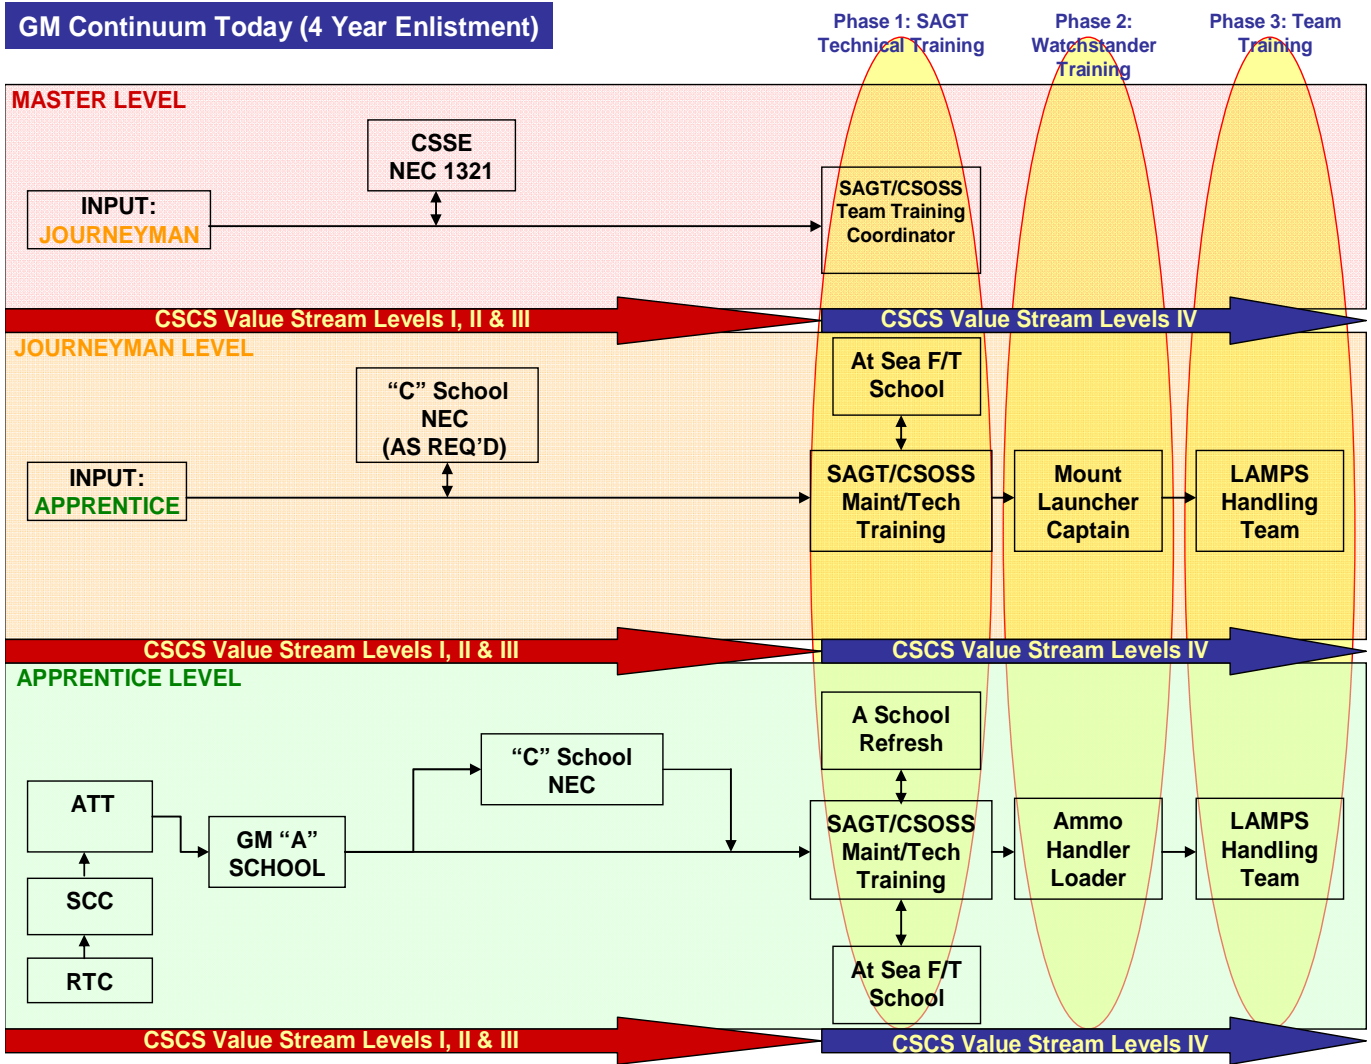 GM Continuum Today (4 Year Enlistment)
Phase 1: SAGT
Technical Training
Phase 2:
Watchstander
Training
Phase 3: Team
Training
MASTER LEVEL
CSSE
NEC 1321
INPUT:
JOURNEYMAN
SAGT/CSOSS
Team Training
Coordinator
CSCS Value Stream Levels I, II & III
CSCS Value Stream Levels IV
JOURNEYMAN LEVEL
At Sea F/T
School
“C” School
NEC
(AS REQ’D)
INPUT:
APPRENTICE
SAGT/CSOSS
Maint/Tech
Training
Mount
Launcher
Captain
LAMPS
Handling
Team
CSCS Value Stream Levels I, II & III
CSCS Value Stream Levels IV
APPRENTICE LEVEL
A School
Refresh
“C” School
NEC
ATT
GM “A”
SCHOOL
SAGT/CSOSS
Maint/Tech
Training
Ammo
Handler
Loader
LAMPS
Handling
Team
SCC
RTC
At Sea F/T
School
CSCS Value Stream Levels I, II & III
CSCS Value Stream Levels IV